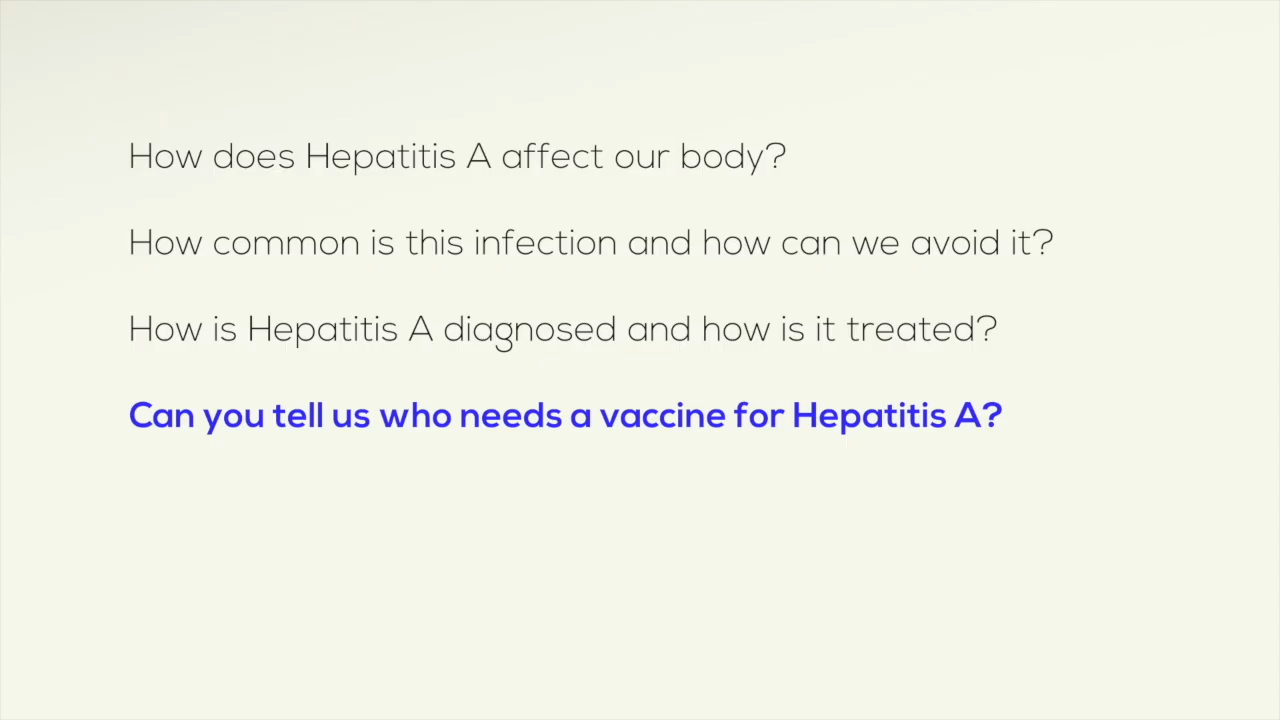 How does Hepatitis A affect our body?
How common is this infection and how can we avoid it?
How is Hepatitis A diagnosed and how is it treated?
Can you tell us who needs a vaccine for Hepatitis A?